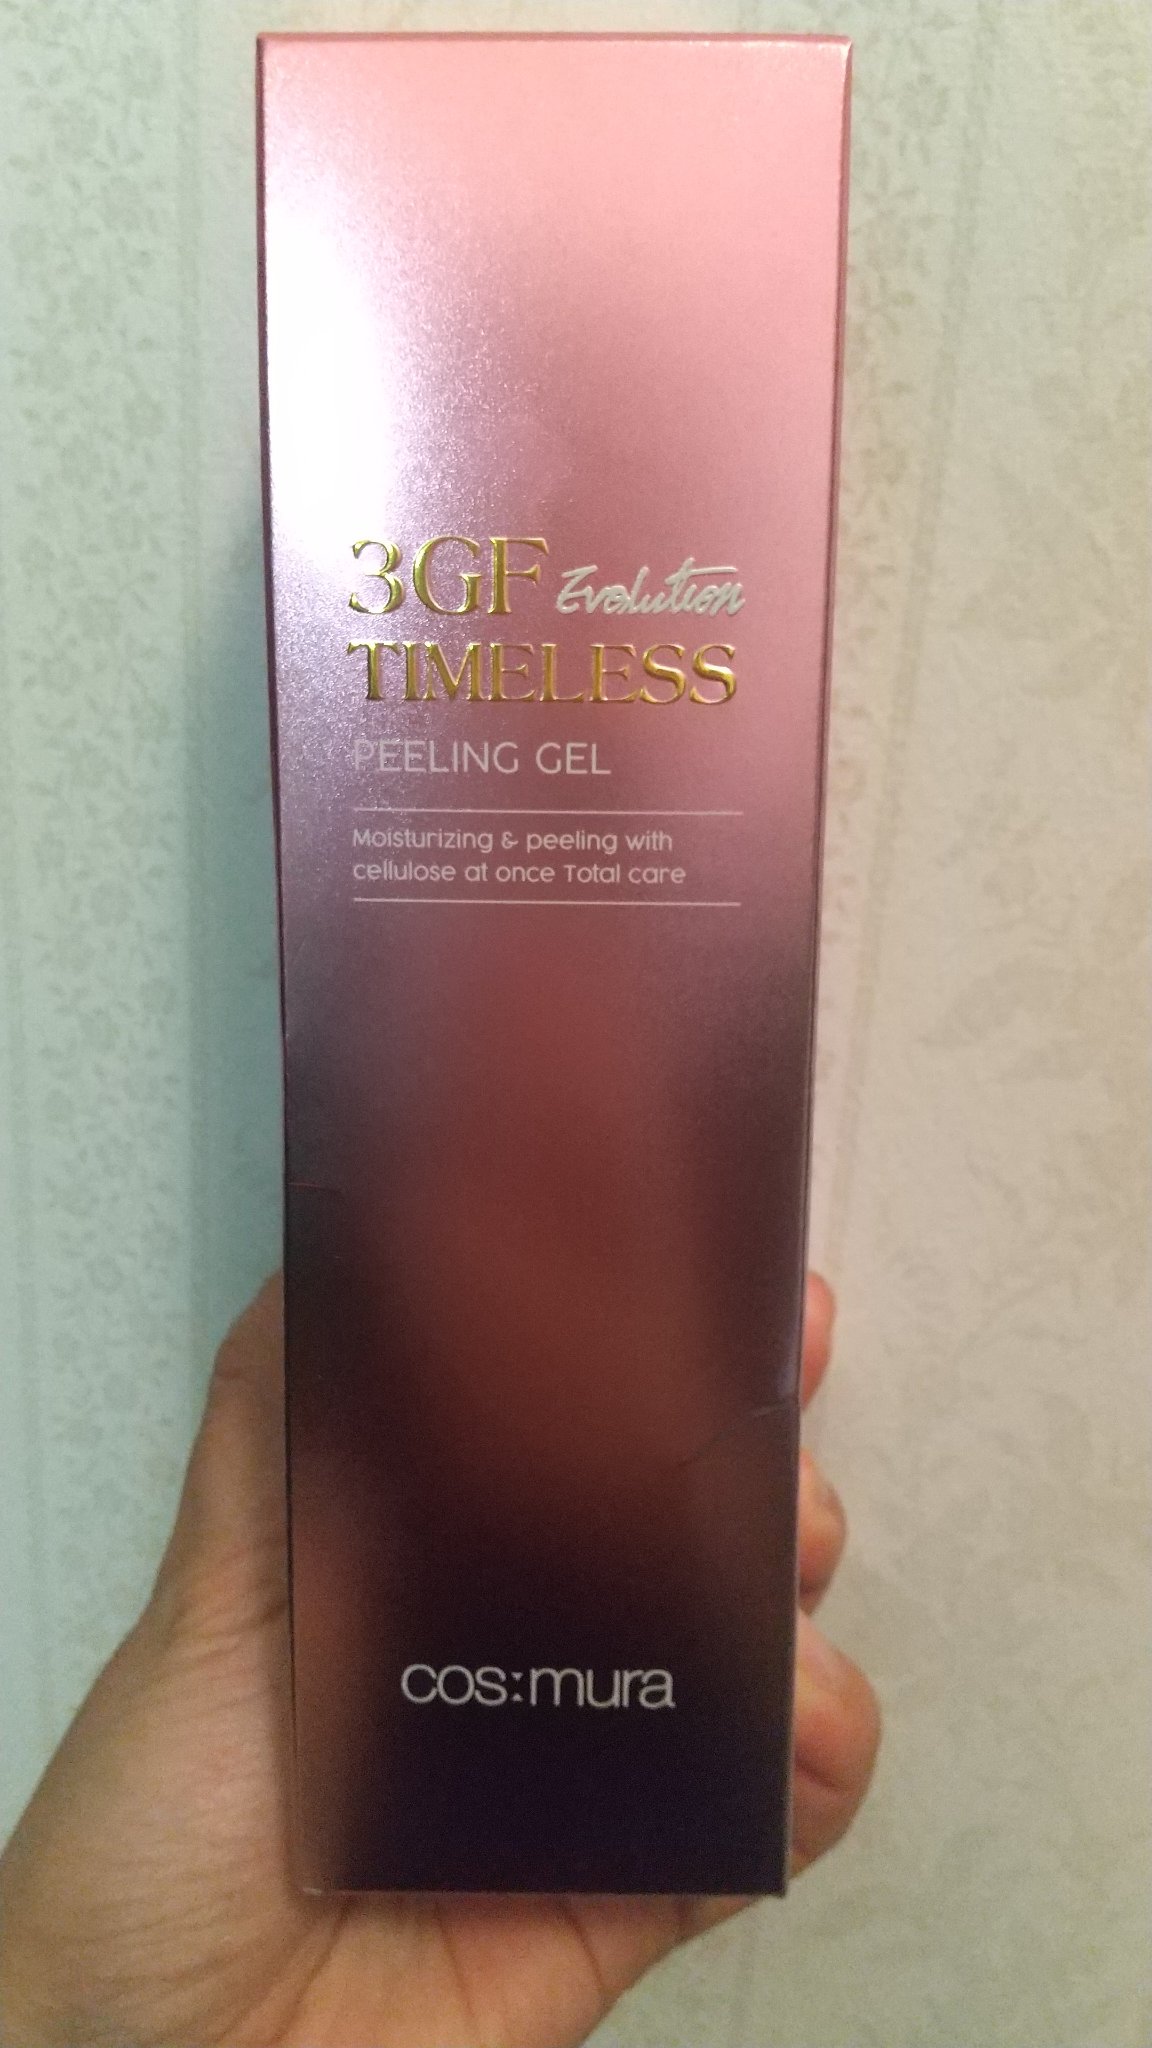 3GF Evolution
TIMELESS
PEELING GEL
Moisturizing & peeling with
cellulose at once Total care
cos:mura